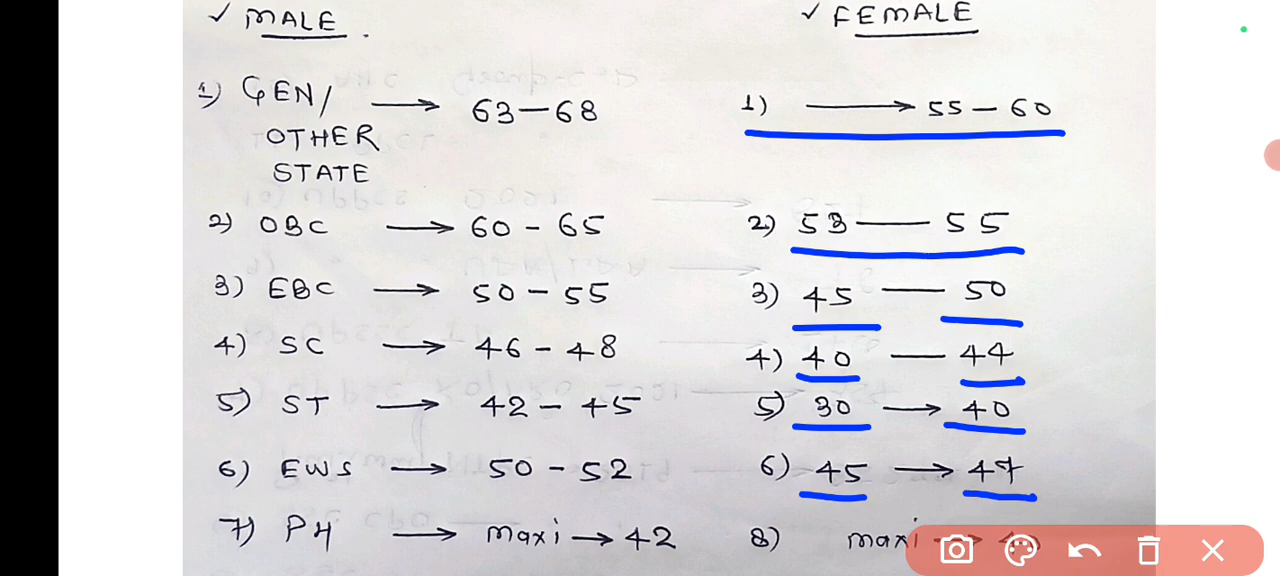 ✓ MALE . ✓ FEMALE
1) GEN/ → 63-68 1) → 55-60
OTHER
STATE
2) OBC → 60-65 2) 53 — 55
3) EBC → 50-55 3) 45 — 50
4) SC → 46-48 4) 40 — 44
5) ST → 42-45 5) 30 → 40
6) EWS → 50-52 6) 45 → 47
7) PH → maxi → 42 8) maxi →